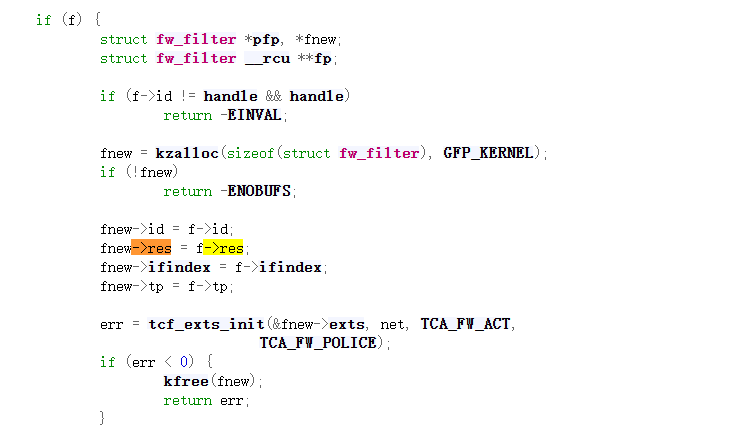 if (f) {
struct fw_filter *pfp, *fnew;
struct fw_filter __rcu **fp;
if (f->id != handle && handle)
return -EINVAL;
fnew = kzalloc(sizeof(struct fw_filter), GFP_KERNEL);
if (!fnew)
return -ENOBUFS;
fnew->id = f->id;
fnew->res = f->res;
fnew->ifindex = f->ifindex;
fnew->tp = f->tp;
err = tcf_exts_init(&fnew->exts, net, TCA_FW_ACT,
TCA_FW_POLICE);
if (err < 0) {
kfree(fnew);
return err;
}